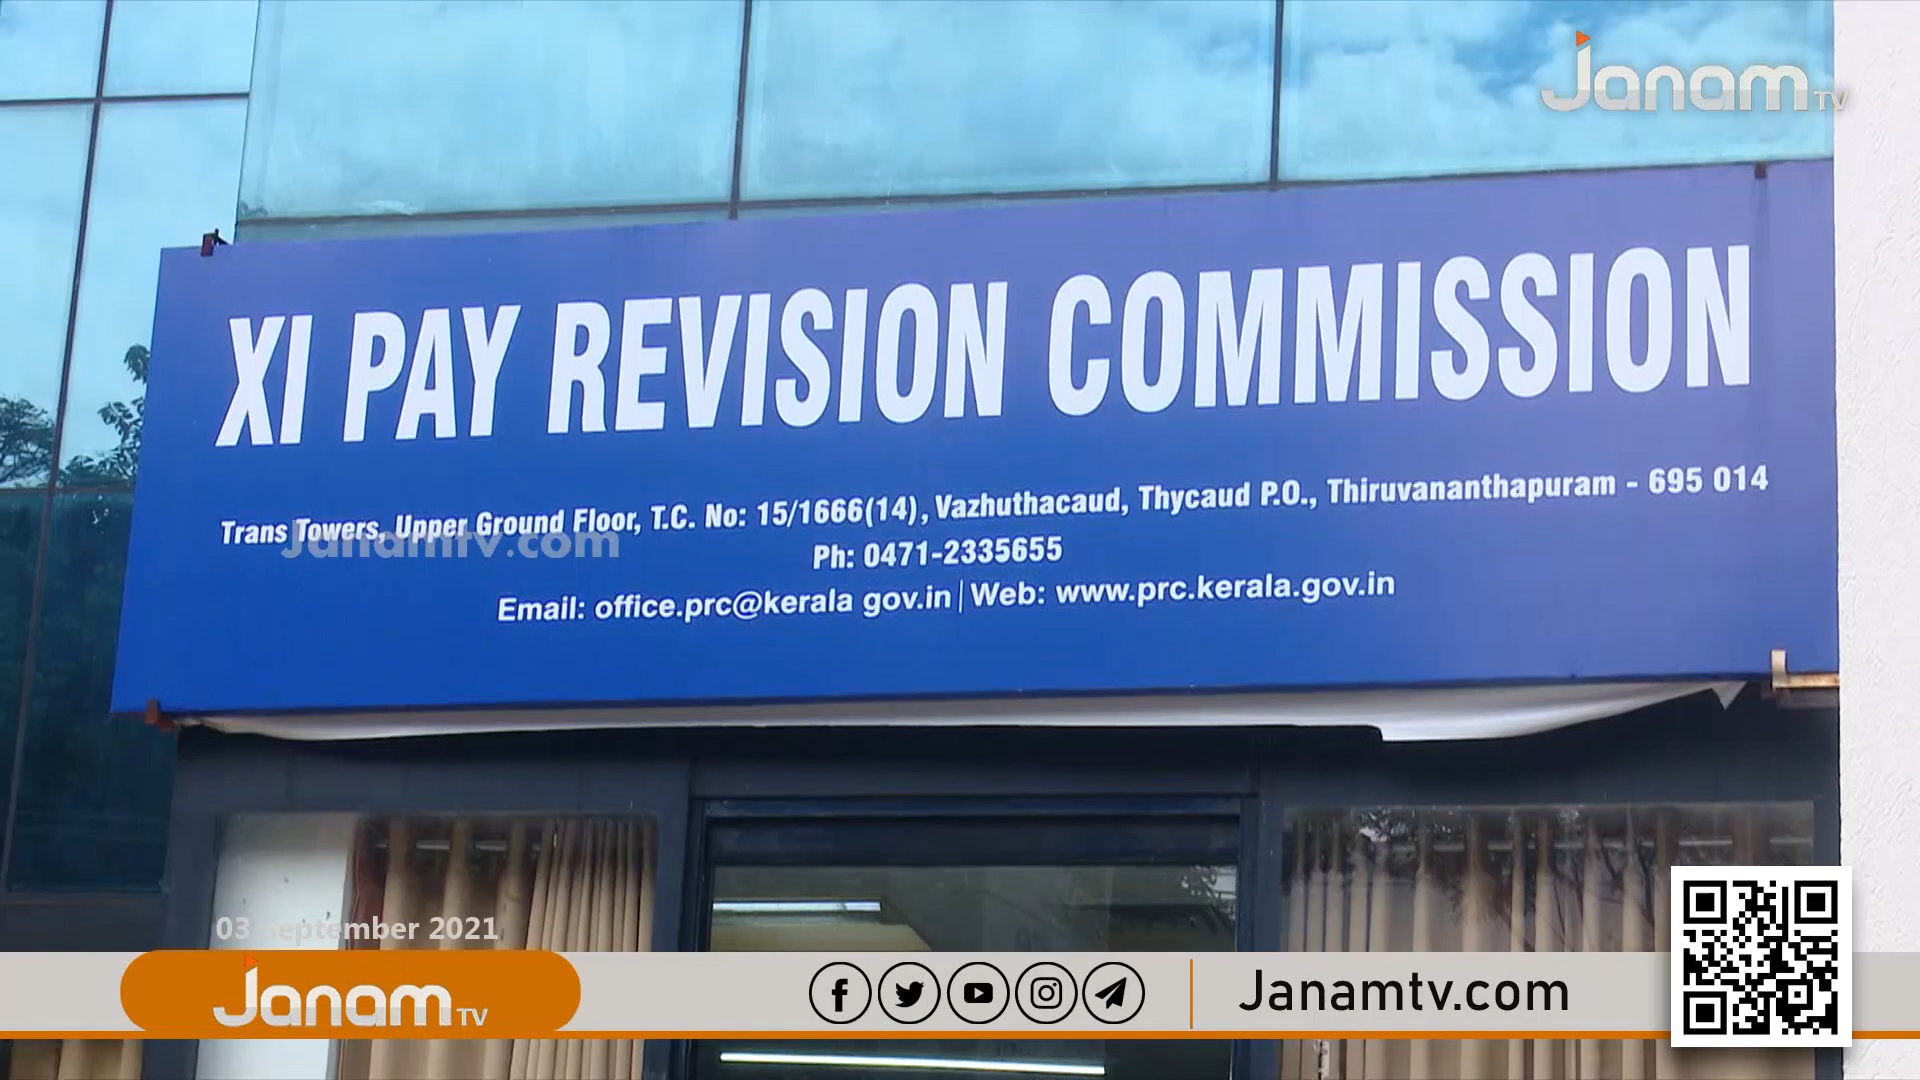 Janam TV
XI PAY REVISION COMMISSION
Trans Towers, Upper Ground Floor, T.C. No: 15/1666(14), Vazhuthacaud, Thycaud P.O., Thiruvananthapuram - 695 014
Janamtv.com
Ph: 0471-2335655
Email: office.prc@kerala gov.in | Web: www.prc.kerala.gov.in
03 September 2021
Janam TV
Janamtv.com